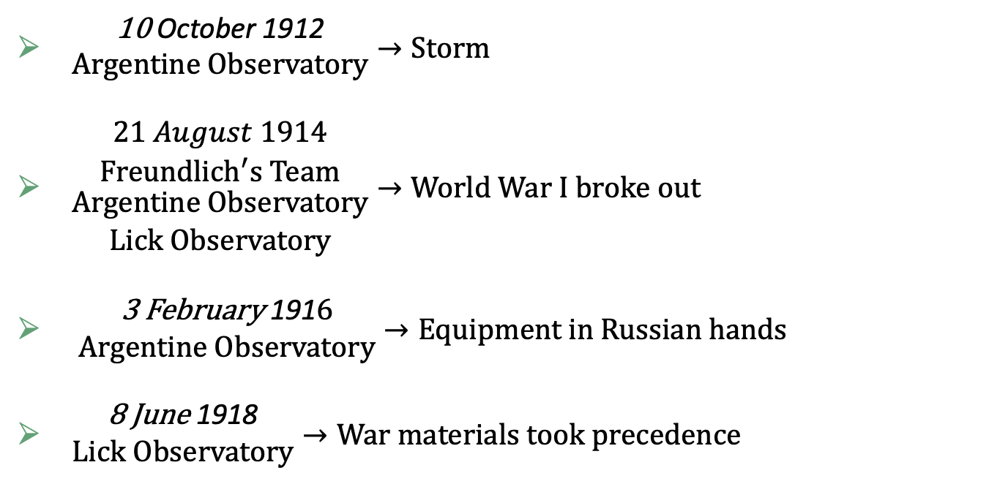 10 October 1912
Argentine Observatory → Storm
21 August 1914
Freundlich's Team
Argentine Observatory → World War I broke out
Lick Observatory
3 February 1916
Argentine Observatory → Equipment in Russian hands
8 June 1918
Lick Observatory → War materials took precedence